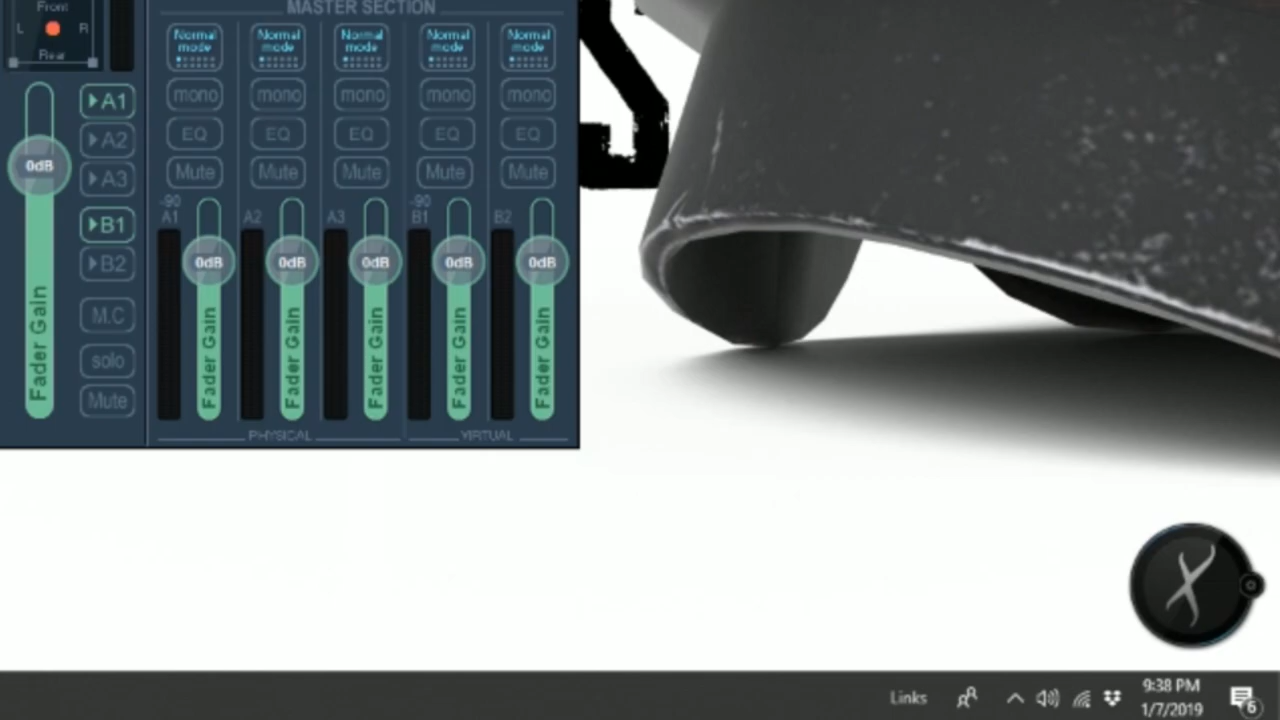 MASTER SECTION
Front
L R
Rear
Normal mode Normal mode Normal mode Normal mode Normal mode
A1 mono mono mono mono mono
A2 EQ EQ EQ EQ EQ
A3 Mute Mute Mute Mute Mute
0dB
-90 -90
A1 A2 A3 B1 B2
B1
B2
0dB 0dB 0dB 0dB 0dB
M.C
solo
Mute
Fader Gain Fader Gain Fader Gain Fader Gain Fader Gain Fader Gain
PHYSICAL VIRTUAL
Links
9:38 PM
1/7/2019
6